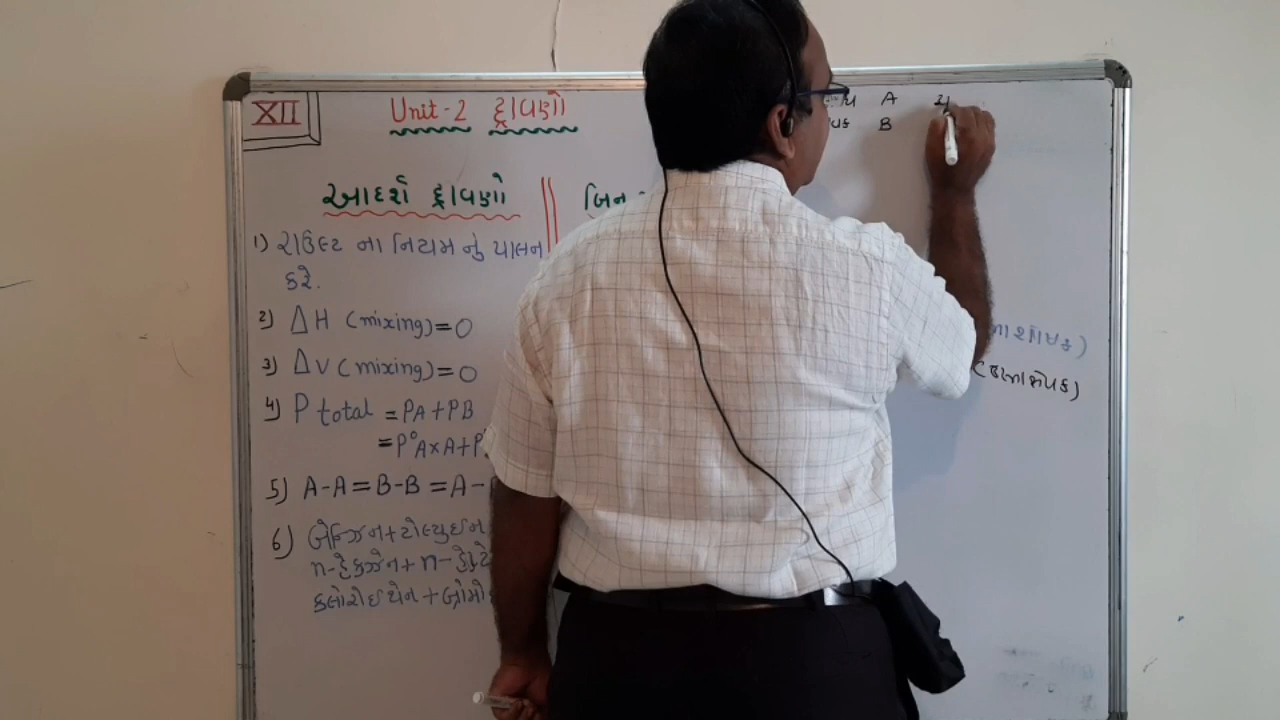 XII
Unit-2 દ્રાવણો
A
B
આદર્શ દ્રાવણો
બિન
1) રાઉલ્ટ ના નિયમ નું પાલન
કરે.
2) ΔH (mixing) = 0
3) ΔV (mixing) = 0
4) P total = PA + PB
= P°A x A + P
5) A-A = B-B = A-
6) બેન્ઝિન + ટોલ્યુઇન
n-હેક્ઝેન + n-હેપ્ટે
ક્લોરોઇથેન + બ્રોમો